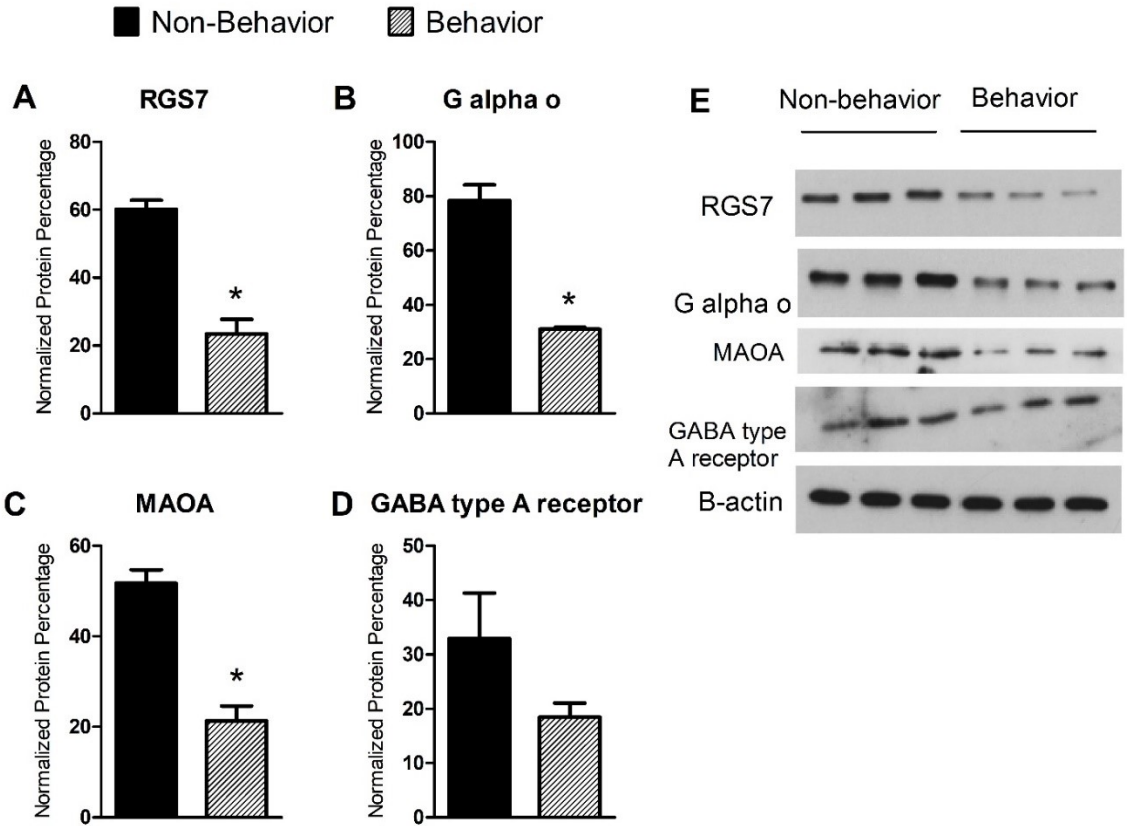 Non-Behavior Behavior
A RGS7
Normalized Protein Percentage
80
60
40
20
0
*
B G alpha o
Normalized Protein Percentage
100
80
60
40
20
0
*
C MAOA
Normalized Protein Percentage
60
40
20
0
*
D GABA type A receptor
Normalized Protein Percentage
50
40
30
20
10
0
E Non-behavior Behavior
RGS7
G alpha o
MAOA
GABA type
A receptor
B-actin